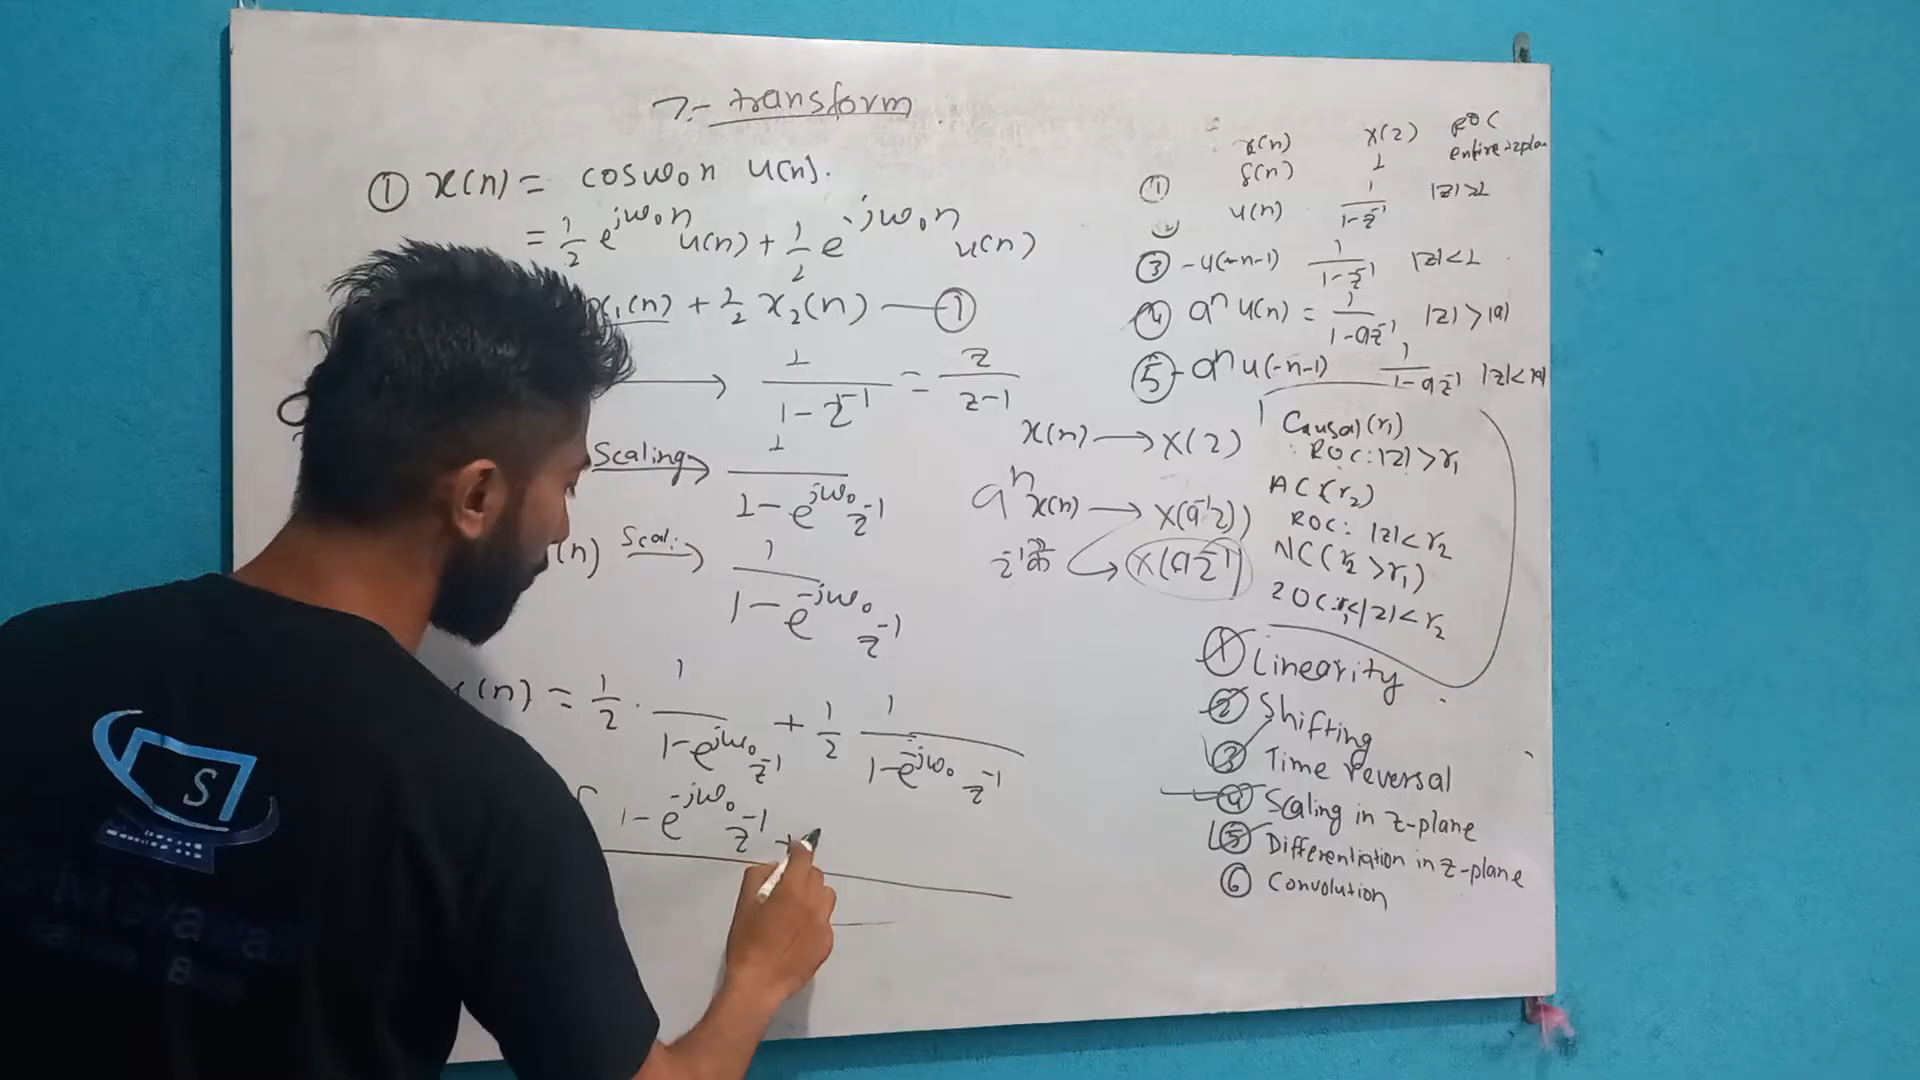 Z- transform
① x(n) = cosω₀n u(n).
= 1/2 e^{jω₀n} u(n) + 1/2 e^{-jω₀n} u(n)
x₁(n) + 1/2 x₂(n) — ①
→ 1/(1-z⁻¹) = z/(z-1)
Scaling → 1/(1-e^{jω₀}z⁻¹)
(n) Scal. → 1/(1-e^{-jω₀}z⁻¹)
(n) = 1/2 · 1/(1-e^{jω₀}z⁻¹) + 1/2 1/(1-e^{-jω₀}z⁻¹)
1-e^{-jω₀}z⁻¹ +
x(n) → X(z)
aⁿx(n) → X(a⁻¹z)
X(az⁻¹)
x(n) X(z) ROC
① δ(n) 1 entire z plan
u(n) 1/(1-z⁻¹) |z|>1
③ -u(-n-1) 1/(1-z⁻¹) |z|<1
④ aⁿ u(n) = 1/(1-az⁻¹) |z|>|a|
⑤ -aⁿ u(-n-1) 1/(1-az⁻¹) |z|<|a|
Causal (r₁)
ROC: |z|>r₁
AC (r₂)
ROC: |z|<r₂
NC (r₂>r₁)
ROC: r₁<|z|<r₂
① Linearity
② Shifting
③ Time reversal
④ Scaling in z-plane
⑤ Differentiation in z-plane
⑥ Convolution
S